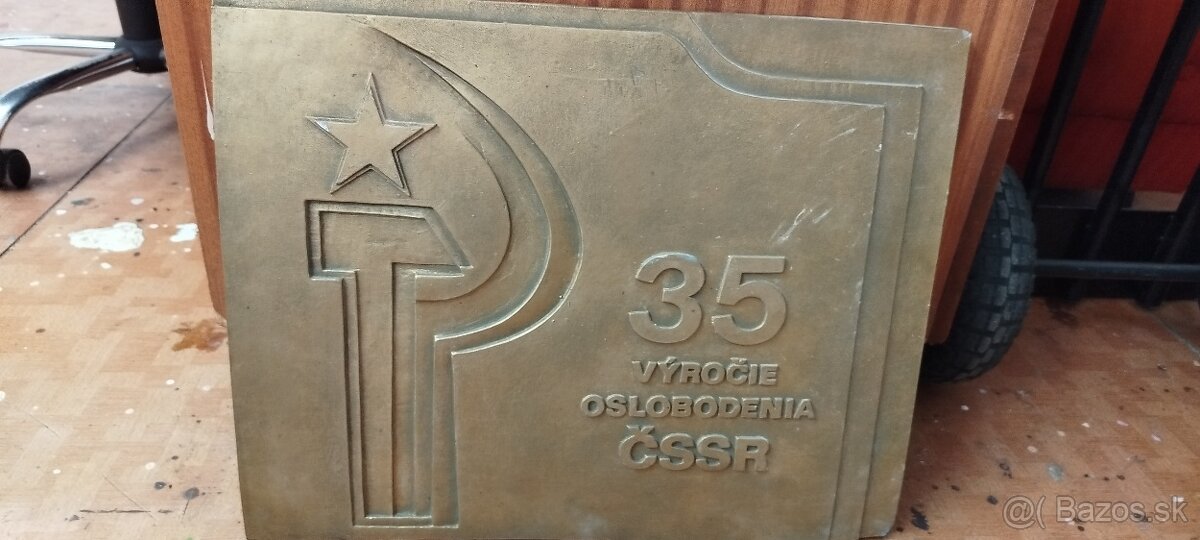 35
VÝROČIE
OSLOBODENIA
ČSSR
@( Bazos.sk